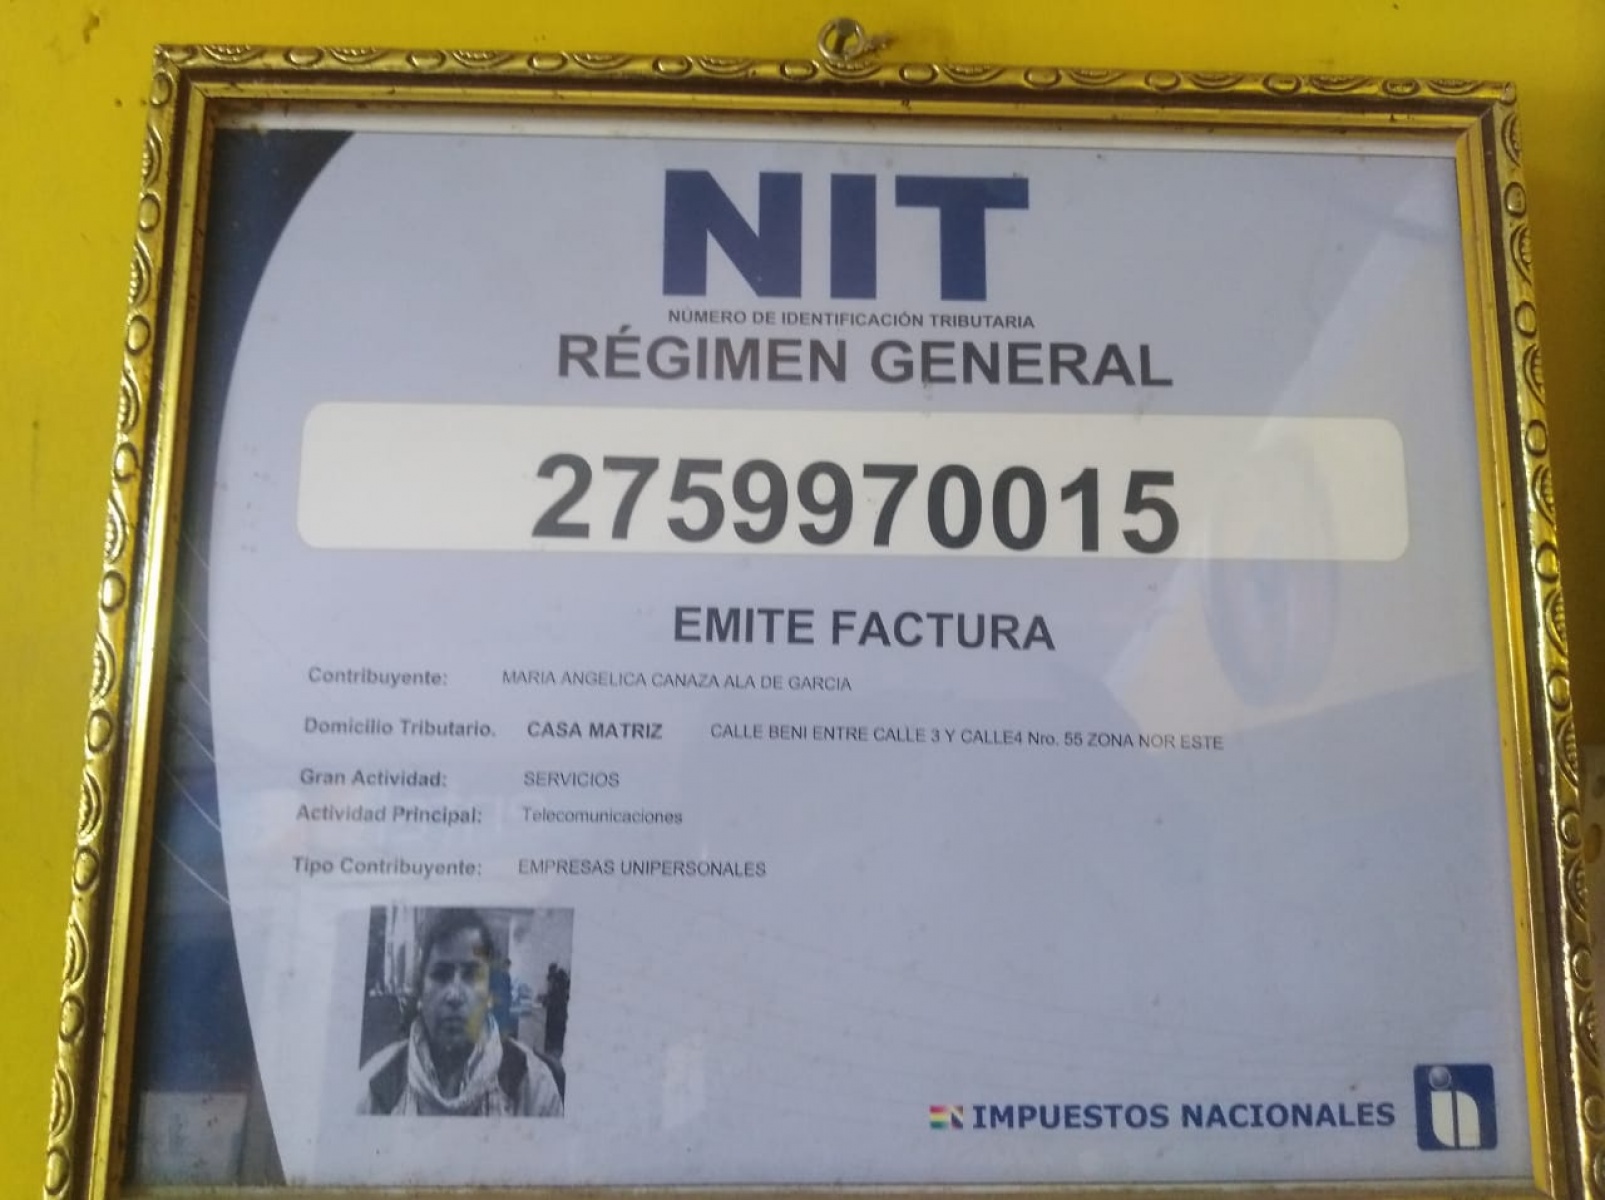 NIT
NÚMERO DE IDENTIFICACIÓN TRIBUTARIA
RÉGIMEN GENERAL
2759970015
EMITE FACTURA
Contribuyente: MARIA ANGELICA CANAZA ALA DE GARCIA
Domicilio Tributario. CASA MATRIZ CALLE BENI ENTRE CALLE 3 Y CALLE4 Nro. 55 ZONA NOR ESTE
Gran Actividad: SERVICIOS
Actividad Principal: Telecomunicaciones
Tipo Contribuyente: EMPRESAS UNIPERSONALES
IMPUESTOS NACIONALES
in